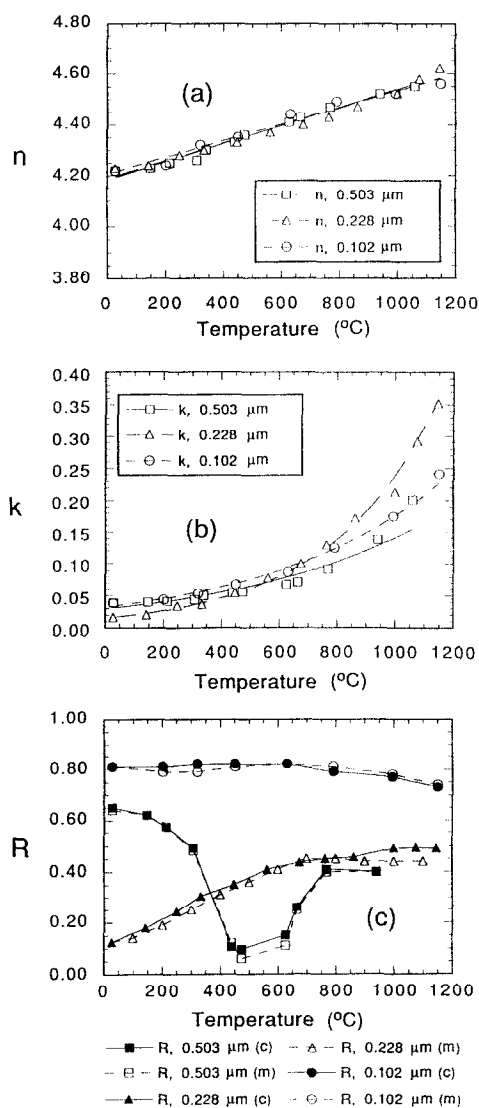 4.80
4.60
4.40
4.20
4.00
3.80
n
(a)
n, 0.503 μm
n, 0.228 μm
n, 0.102 μm
0 200 400 600 800 1000 1200
Temperature (ºC)
0.40
0.35
0.30
0.25
0.20
0.15
0.10
0.05
0.00
k
k, 0.503 μm
k, 0.228 μm
k, 0.102 μm
(b)
0 200 400 600 800 1000 1200
Temperature (ºC)
1.00
0.80
0.60
0.40
0.20
0.00
R
(c)
0 200 400 600 800 1000 1200
Temperature (ºC)
R, 0.503 μm (c) R, 0.228 μm (m)
R, 0.503 μm (m) R, 0.102 μm (c)
R, 0.228 μm (c) R, 0.102 μm (m)